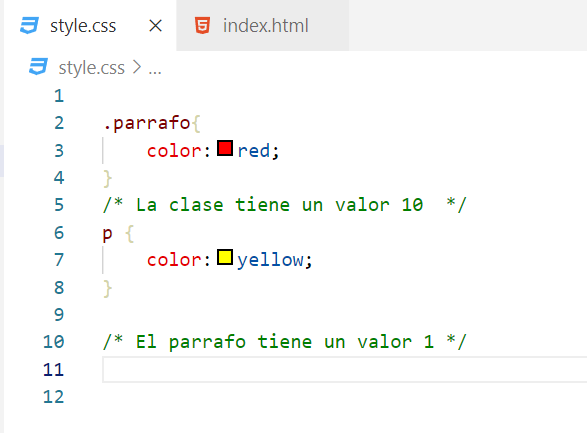 style.css index.html
style.css > ...
1
2 .parrafo{
3 color: red;
4 }
5 /* La clase tiene un valor 10  */
6 p {
7 color: yellow;
8 }
9
10 /* El parrafo tiene un valor 1 */
11
12